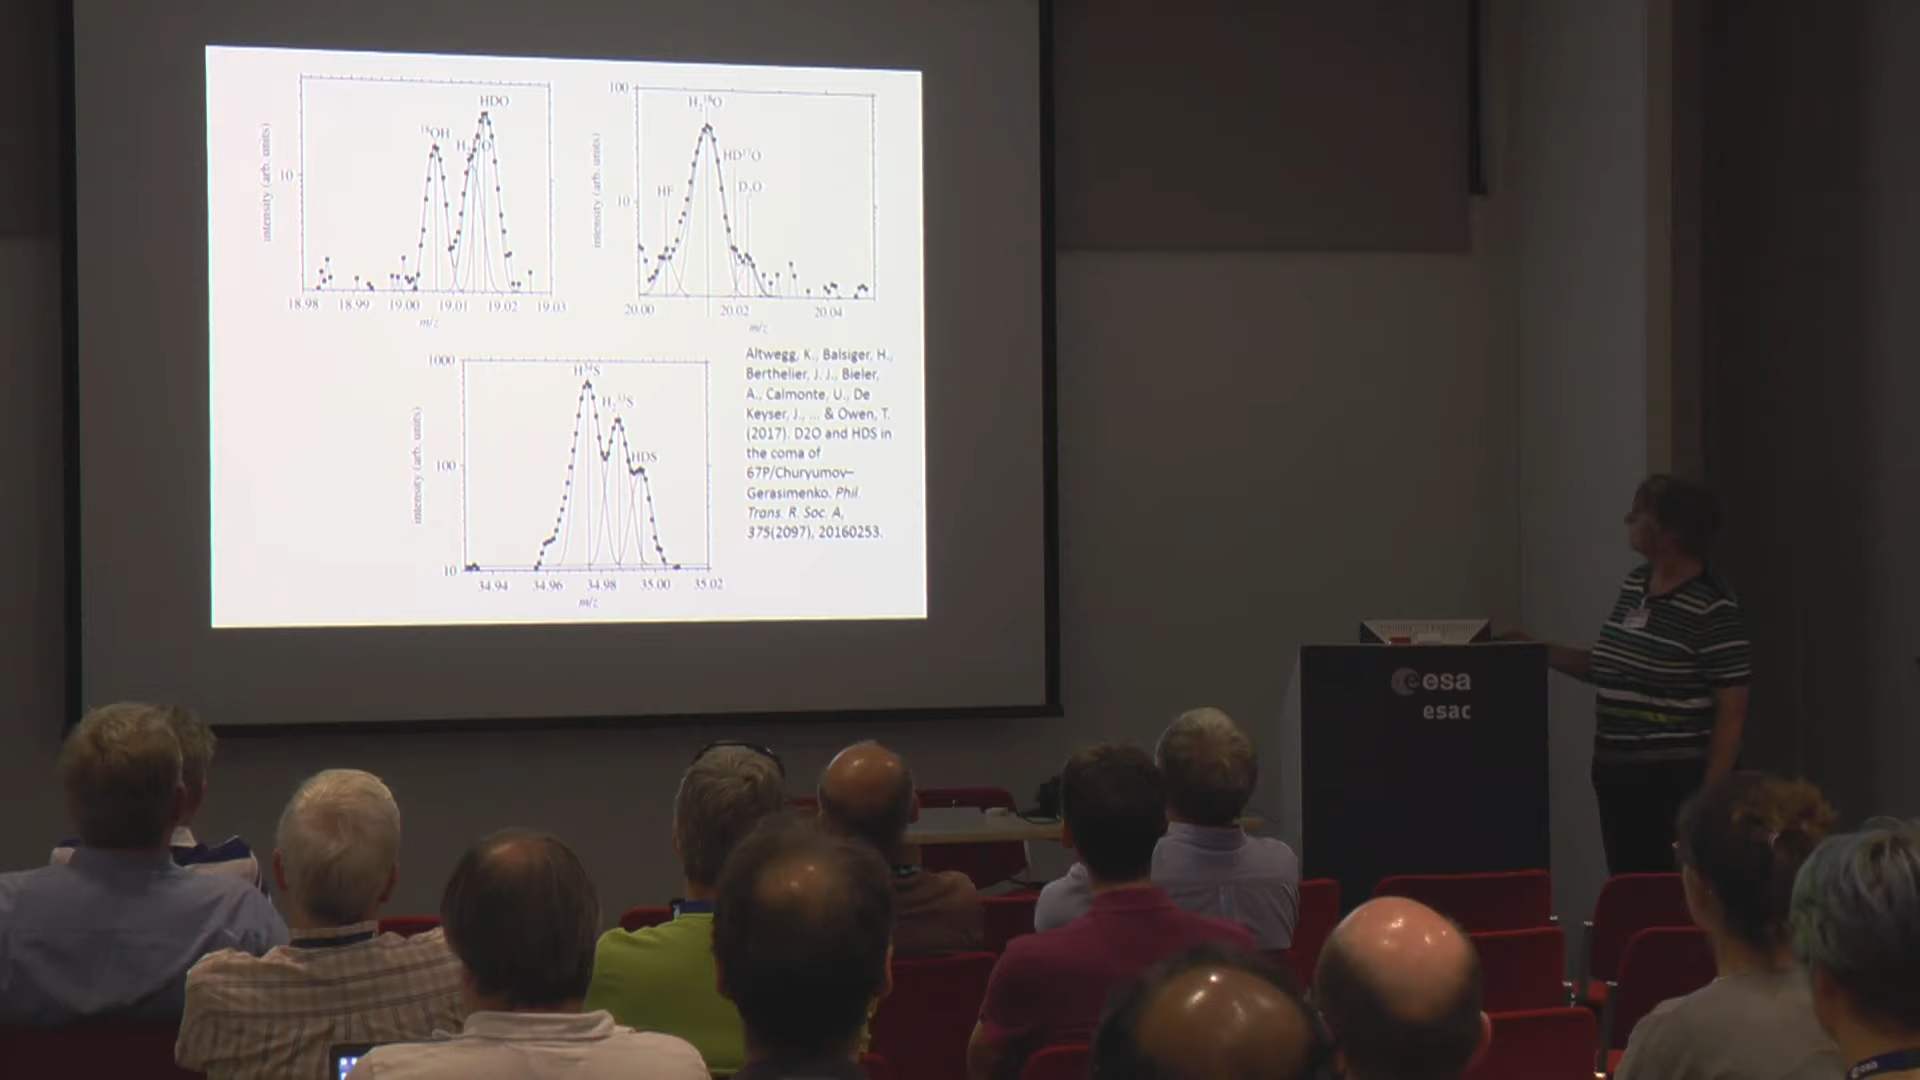 HDO
¹⁸OH
intensity (arb. units)
10
18.98 18.99 19.00 19.01 19.02 19.03
m/z
100
H₂¹⁸O
HD¹⁷O
D₂O
HF
intensity (arb. units)
10
20.00 20.02 20.04
m/z
1000
H³⁴S
H₂³³S
HDS
intensity (arb. units)
100
10
34.94 34.96 34.98 35.00 35.02
m/z
Altwegg, K., Balsiger, H.,
Berthelier, J. J., Bieler,
A., Calmonte, U., De
Keyser, J., ... & Owen, T.
(2017). D2O and HDS in
the coma of
67P/Churyumov–
Gerasimenko. Phil.
Trans. R. Soc. A,
375(2097), 20160253.
esa
esac
esa